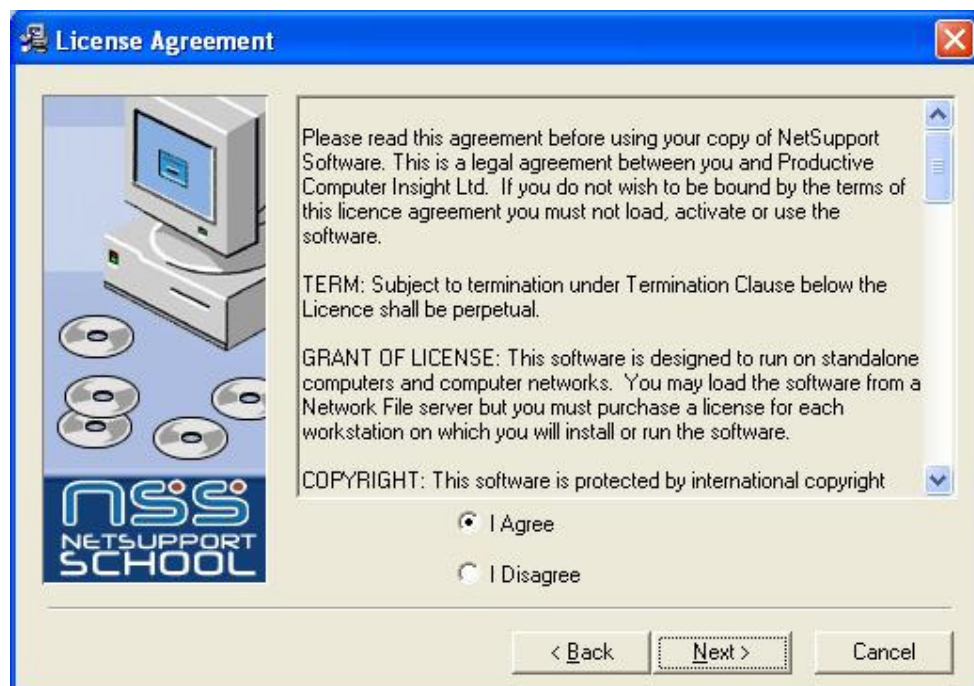 License Agreement
Please read this agreement before using your copy of NetSupport
Software. This is a legal agreement between you and Productive
Computer Insight Ltd. If you do not wish to be bound by the terms of
this licence agreement you must not load, activate or use the
software.
TERM: Subject to termination under Termination Clause below the
Licence shall be perpetual.
GRANT OF LICENSE: This software is designed to run on standalone
computers and computer networks. You may load the software from a
Network File server but you must purchase a license for each
workstation on which you will install or run the software.
COPYRIGHT: This software is protected by international copyright
nss
NETSUPPORT
SCHOOL
I Agree
I Disagree
< Back
Next >
Cancel